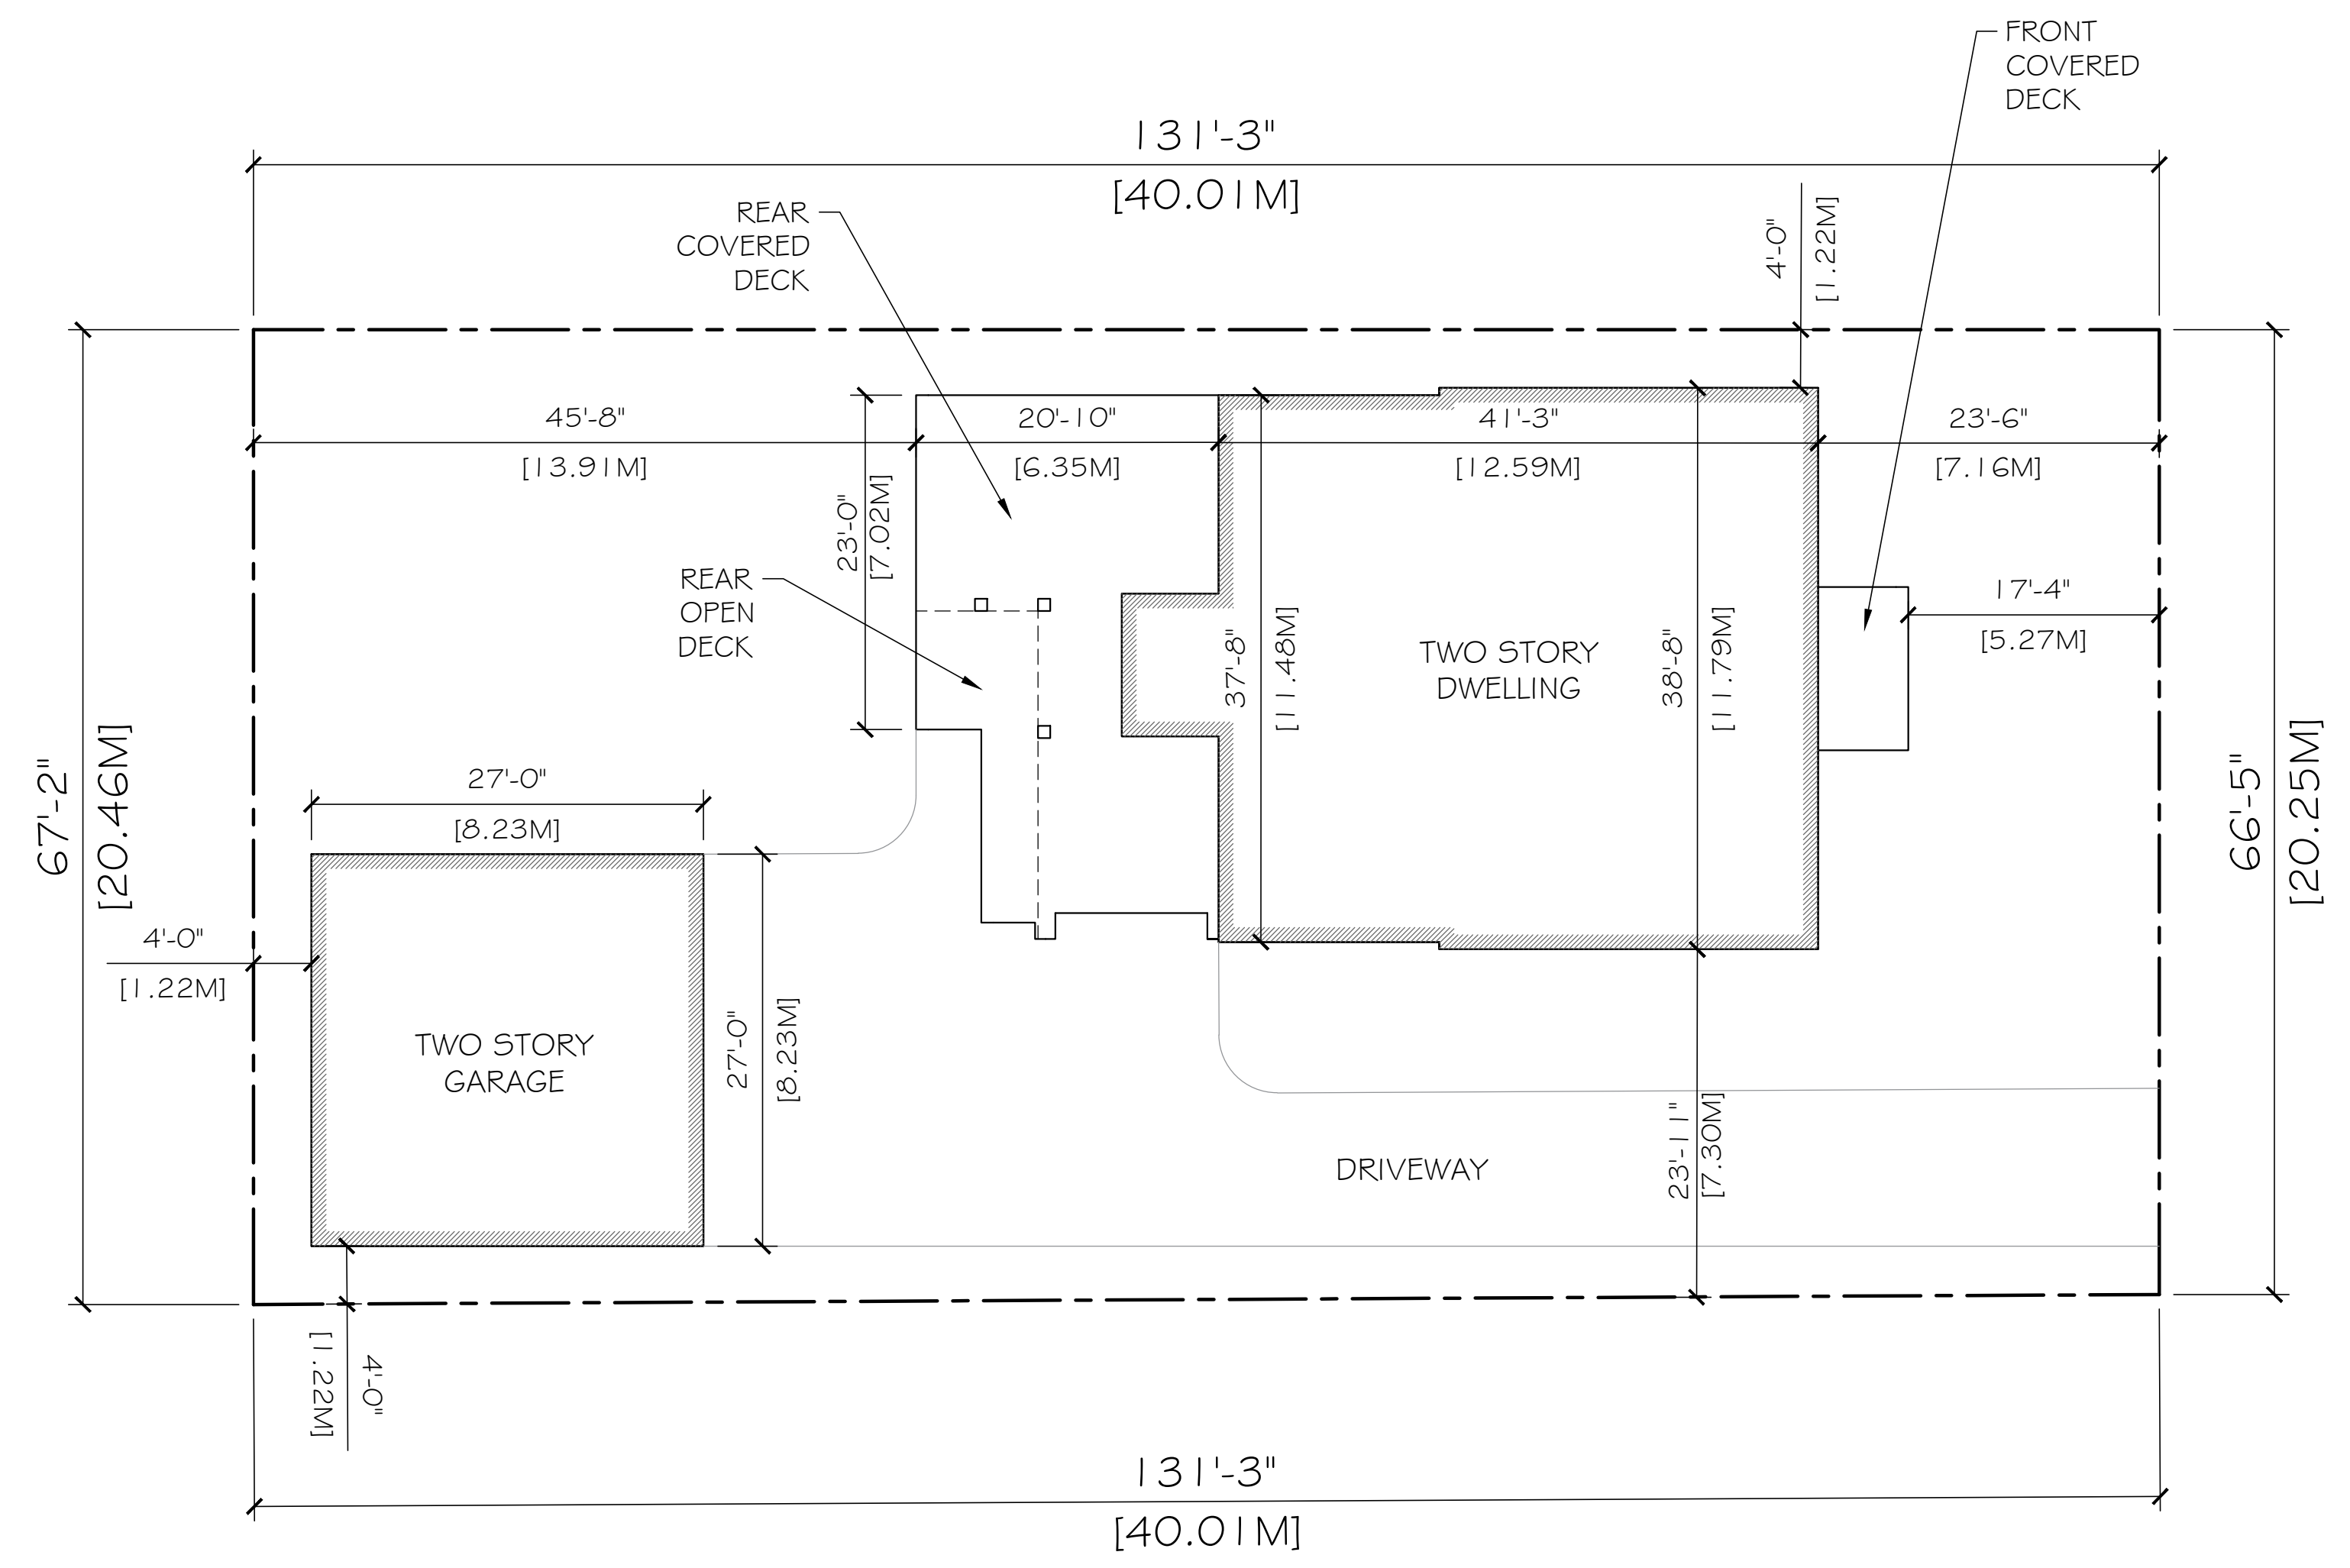 FRONT
COVERED
DECK
131'-3"
[40.01M]
REAR
COVERED
DECK
4'-0"
[1.22M]
45'-8"
[13.91M]
20'-10"
[6.35M]
41'-3"
[12.59M]
23'-6"
[7.16M]
23'-0"
[7.02M]
REAR
OPEN
DECK
17'-4"
[5.27M]
37'-8"
[11.48M]
TWO STORY
DWELLING
38'-8"
[11.79M]
67'-2"
[20.46M]
66'-5"
[20.25M]
27'-0"
[8.23M]
4'-0"
[1.22M]
TWO STORY
GARAGE
27'-0"
[8.23M]
DRIVEWAY
23'-11"
[7.30M]
4'-0"
[1.22M]
131'-3"
[40.01M]